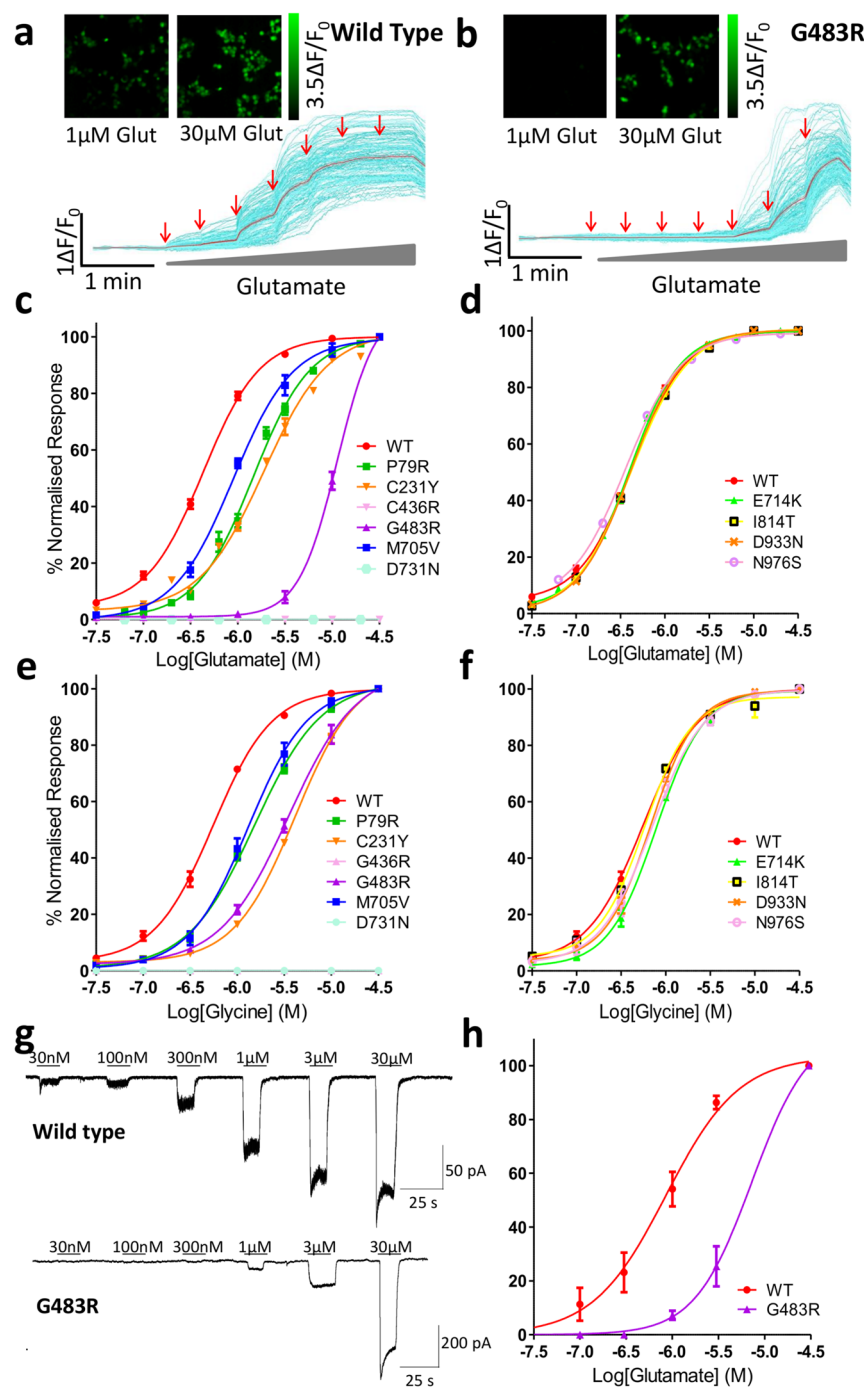 a
Wild Type
3.5ΔF/F0
1μM Glut
30μM Glut
1ΔF/F0
1 min
Glutamate
b
G483R
3.5ΔF/F0
1μM Glut
30μM Glut
1ΔF/F0
1 min
Glutamate
c
% Normalised Response
100
80
60
40
20
0
WT
P79R
C231Y
C436R
G483R
M705V
D731N
-7.5 -7.0 -6.5 -6.0 -5.5 -5.0 -4.5
Log[Glutamate] (M)
d
100
80
60
40
20
0
WT
E714K
I814T
D933N
N976S
-7.5 -7.0 -6.5 -6.0 -5.5 -5.0 -4.5
Log[Glutamate] (M)
e
% Normalised Response
100
80
60
40
20
0
WT
P79R
C231Y
G436R
G483R
M705V
D731N
-7.5 -7.0 -6.5 -6.0 -5.5 -5.0 -4.5
Log[Glycine] (M)
f
100
80
60
40
20
0
WT
E714K
I814T
D933N
N976S
-7.5 -7.0 -6.5 -6.0 -5.5 -5.0 -4.5
Log[Glycine] (M)
g
30nM 100nM 300nM 1μM 3μM 30μM
Wild type
50 pA
25 s
30nM 100nM 300nM 1μM 3μM 30μM
G483R
200 pA
25 s
h
100
80
60
40
20
0
WT
G483R
-7.5 -7.0 -6.5 -6.0 -5.5 -5.0 -4.5
Log[Glutamate] (M)